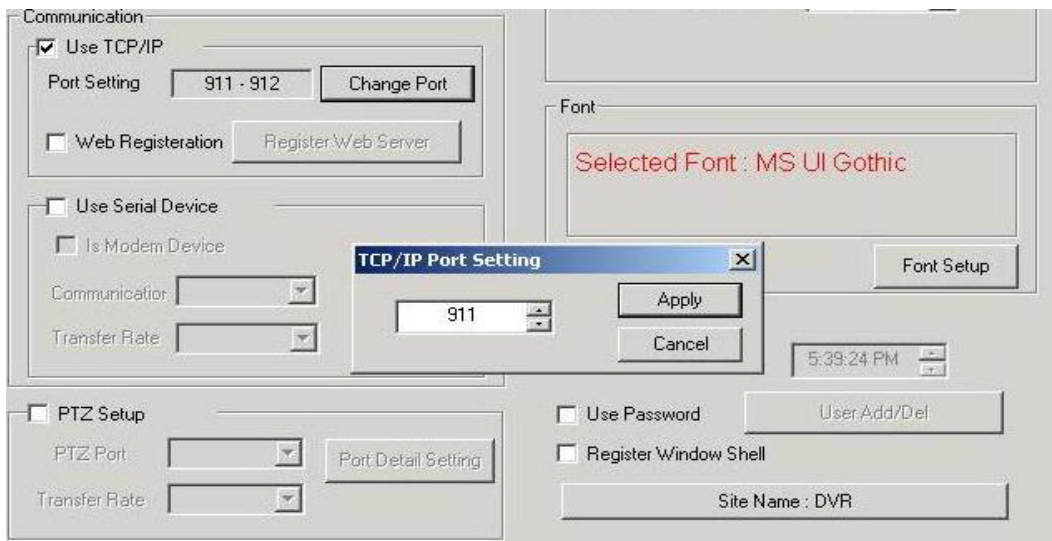 Communication
Use TCP/IP
Port Setting
911 - 912
Change Port
Web Registeration
Register Web Server
Use Serial Device
Is Modem Device
Communication
Transfer Rate
PTZ Setup
PTZ Port
Port Detail Setting
Transfer Rate
TCP/IP Port Setting
911
Apply
Cancel
Font
Selected Font : MS UI Gothic
Font Setup
5:39:24 PM
Use Password
User Add/Del
Register Window Shell
Site Name : DVR